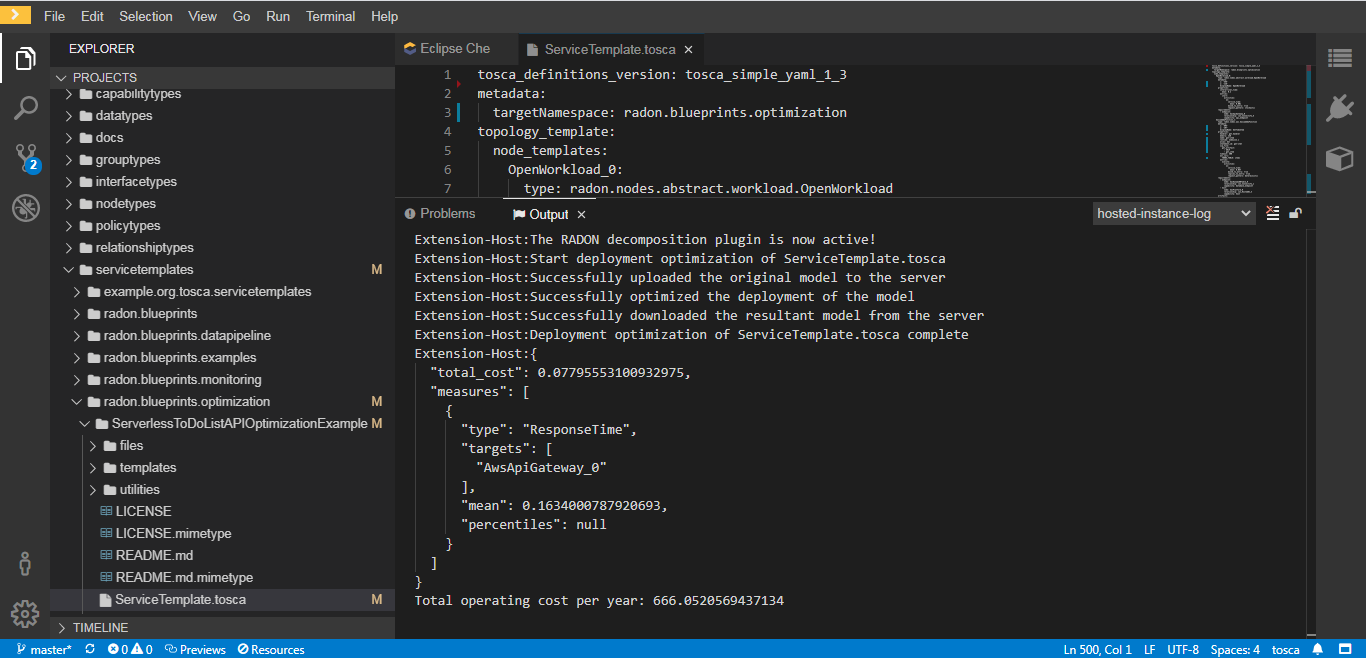 File Edit Selection View Go Run Terminal Help
EXPLORER
PROJECTS
capabilitytypes
datatypes
docs
grouptypes
interfacetypes
nodetypes
policytypes
relationshiptypes
servicetemplates M
example.org.tosca.servicetemplates
radon.blueprints
radon.blueprints.datapipeline
radon.blueprints.examples
radon.blueprints.monitoring
radon.blueprints.optimization M
ServerlessToDoListAPIOptimizationExample M
files
templates
utilities
LICENSE
LICENSE.mimetype
README.md
README.md.mimetype
ServiceTemplate.tosca M
TIMELINE
2
Eclipse Che ServiceTemplate.tosca
1 tosca_definitions_version: tosca_simple_yaml_1_3
2 metadata:
3 targetNamespace: radon.blueprints.optimization
4 topology_template:
5 node_templates:
6 OpenWorkload_0:
7 type: radon.nodes.abstract.workload.OpenWorkload
Problems Output hosted-instance-log
Extension-Host:The RADON decomposition plugin is now active!
Extension-Host:Start deployment optimization of ServiceTemplate.tosca
Extension-Host:Successfully uploaded the original model to the server
Extension-Host:Successfully optimized the deployment of the model
Extension-Host:Successfully downloaded the resultant model from the server
Extension-Host:Deployment optimization of ServiceTemplate.tosca complete
Extension-Host:{
"total_cost": 0.07795553100932975,
"measures": [
{
"type": "ResponseTime",
"targets": [
"AwsApiGateway_0"
],
"mean": 0.1634000787920693,
"percentiles": null
}
]
}
Total operating cost per year: 666.0520569437134
master* 0 0 Previews Resources Ln 500, Col 1 LF UTF-8 Spaces: 4 tosca